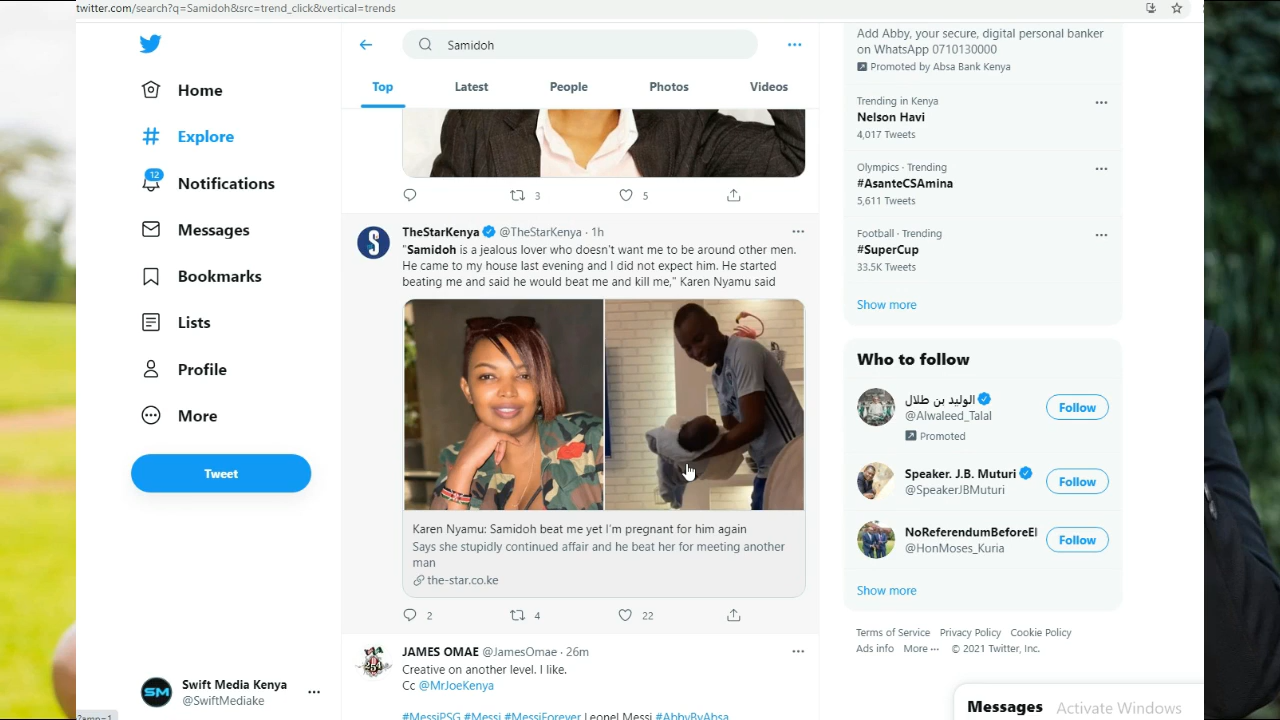 twitter.com/search?q=Samidoh&src=trend_click&vertical=trends
Home
Explore
12
Notifications
Messages
Bookmarks
Lists
Profile
More
Tweet
Swift Media Kenya
@SwiftMediake
?amp=1
Samidoh
Top
Latest
People
Photos
Videos
3
5
TheStarKenya @TheStarKenya · 1h
"Samidoh is a jealous lover who doesn't want me to be around other men.
He came to my house last evening and I did not expect him. He started
beating me and said he would beat me and kill me," Karen Nyamu said
Karen Nyamu: Samidoh beat me yet I'm pregnant for him again
Says she stupidly continued affair and he beat her for meeting another
man
the-star.co.ke
2
4
22
JAMES OMAE @JamesOmae · 26m
Creative on another level. I like.
Cc @MrJoeKenya
#MessiPSG #Messi #MessiForever Leonel Messi #AbbyByAbsa
Add Abby, your secure, digital personal banker
on WhatsApp 0710130000
Promoted by Absa Bank Kenya
Trending in Kenya
Nelson Havi
4,017 Tweets
Olympics · Trending
#AsanteCSAmina
5,611 Tweets
Football · Trending
#SuperCup
33.5K Tweets
Show more
Who to follow
الوليد بن طلال
@Alwaleed_Talal
Follow
Promoted
Speaker. J.B. Muturi
@SpeakerJBMuturi
Follow
NoReferendumBeforeEl
@HonMoses_Kuria
Follow
Show more
Terms of Service Privacy Policy Cookie Policy
Ads info More ··· © 2021 Twitter, Inc.
Messages
Activate Windows